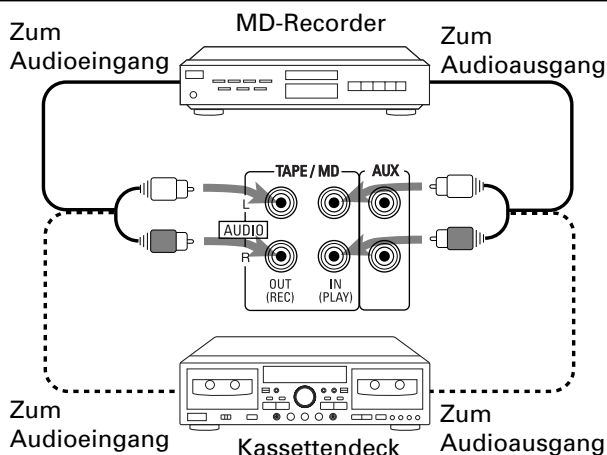 MD-Recorder
Zum
Audioeingang
Zum
Audioausgang
TAPE / MD
AUX
L
AUDIO
R
OUT
(REC)
IN
(PLAY)
Zum
Audioeingang
Kassettendeck
Zum
Audioausgang